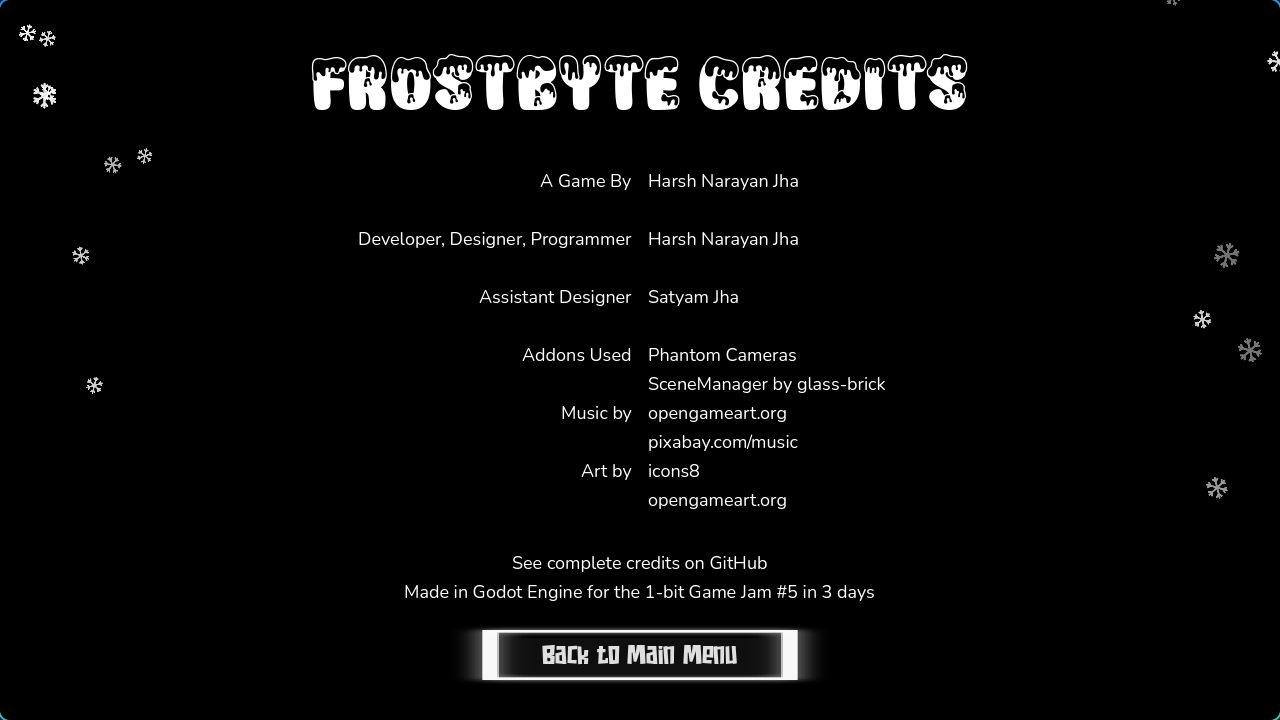 FROSTBYTE CREDITS
A Game By Harsh Narayan Jha
Developer, Designer, Programmer Harsh Narayan Jha
Assistant Designer Satyam Jha
Addons Used Phantom Cameras
SceneManager by glass-brick
Music by opengameart.org
pixabay.com/music
Art by icons8
opengameart.org
See complete credits on GitHub
Made in Godot Engine for the 1-bit Game Jam #5 in 3 days
Back to Main Menu